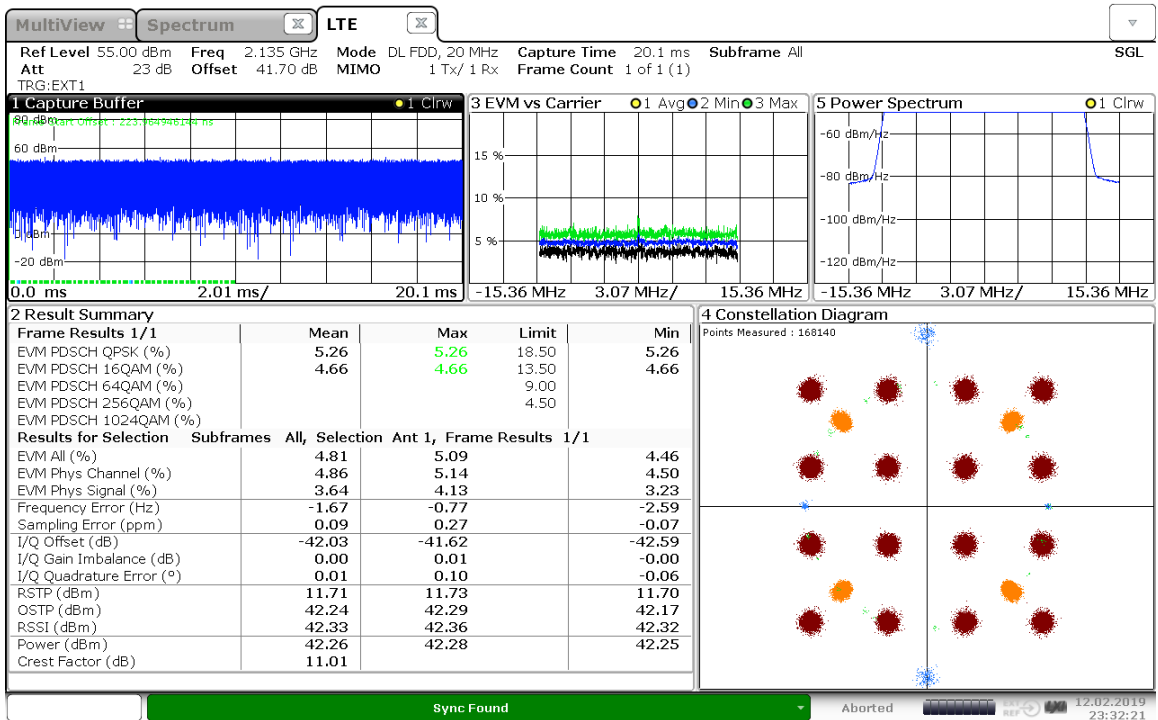 MultiView Spectrum LTE
Ref Level 55.00 dBm Freq 2.135 GHz Mode DL FDD, 20 MHz Capture Time 20.1 ms Subframe All SGL
Att 23 dB Offset 41.70 dB MIMO 1 Tx/ 1 Rx Frame Count 1 of 1 (1)
TRG:EXT1
1 Capture Buffer 1 Clrw
80 dBm
Frame Start Offset : 223.964946144 ns
60 dBm
0 dBm
-20 dBm
0.0 ms 2.01 ms/ 20.1 ms
3 EVM vs Carrier 1 Avg 2 Min 3 Max
15 %
10 %
5 %
-15.36 MHz 3.07 MHz/ 15.36 MHz
5 Power Spectrum 1 Clrw
-60 dBm/Hz
-80 dBm/Hz
-100 dBm/Hz
-120 dBm/Hz
-15.36 MHz 3.07 MHz/ 15.36 MHz
2 Result Summary
Frame Results 1/1 Mean Max Limit Min
EVM PDSCH QPSK (%) 5.26 5.26 18.50 5.26
EVM PDSCH 16QAM (%) 4.66 4.66 13.50 4.66
EVM PDSCH 64QAM (%) 9.00
EVM PDSCH 256QAM (%) 4.50
EVM PDSCH 1024QAM (%)
Results for Selection Subframes All, Selection Ant 1, Frame Results 1/1
EVM All (%) 4.81 5.09 4.46
EVM Phys Channel (%) 4.86 5.14 4.50
EVM Phys Signal (%) 3.64 4.13 3.23
Frequency Error (Hz) -1.67 -0.77 -2.59
Sampling Error (ppm) 0.09 0.27 -0.07
I/Q Offset (dB) -42.03 -41.62 -42.59
I/Q Gain Imbalance (dB) 0.00 0.01 -0.00
I/Q Quadrature Error (°) 0.01 0.10 -0.06
RSTP (dBm) 11.71 11.73 11.70
OSTP (dBm) 42.24 42.29 42.17
RSSI (dBm) 42.33 42.36 42.32
Power (dBm) 42.26 42.28 42.25
Crest Factor (dB) 11.01
4 Constellation Diagram
Points Measured : 168140
Sync Found Aborted EXT REF 12.02.2019
23:32:21